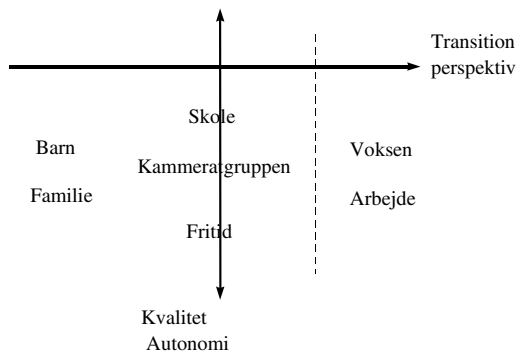 Transition
perspektiv
Skole
Barn
Voksen
Kammeratgruppen
Familie
Arbejde
Fritid
Kvalitet
Autonomi